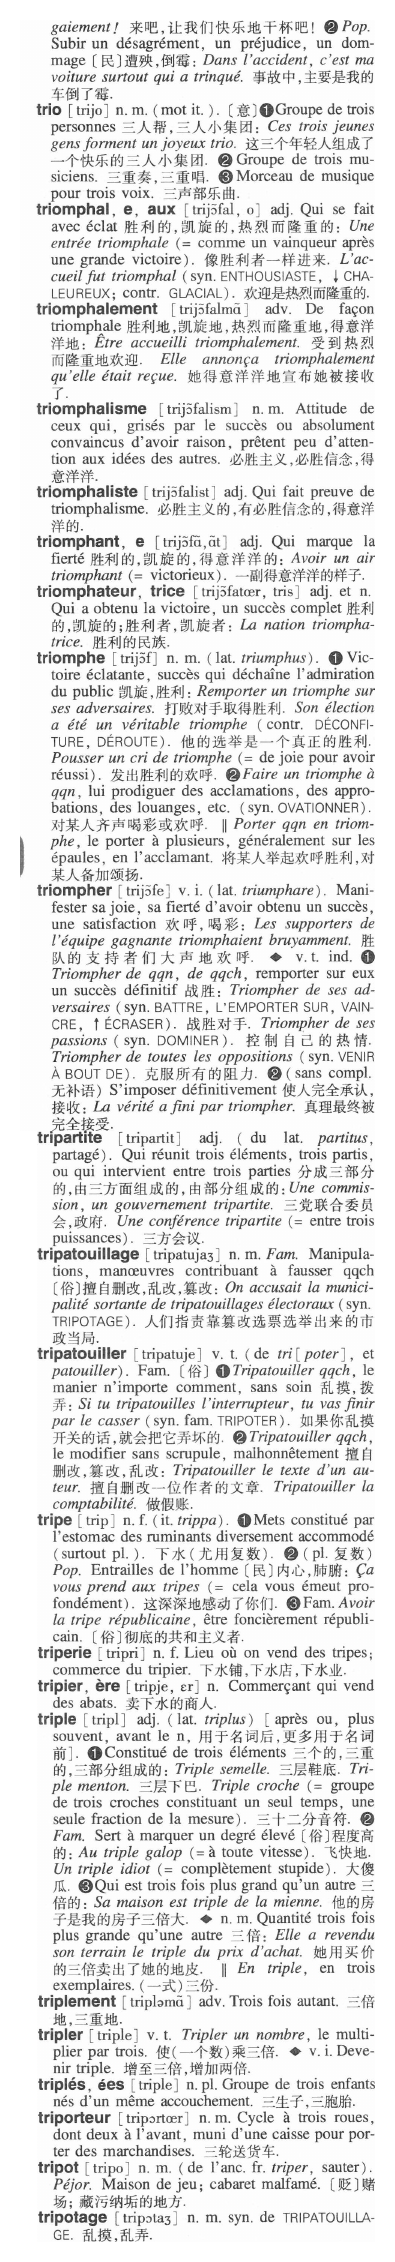 gaiement! 来吧,让我们快乐地干杯吧! ❷ Pop.
Subir un désagrément, un préjudice, un dom-
mage〔民〕遭殃,倒霉: Dans l'accident, c'est ma
voiture surtout qui a trinqué. 事故中,主要是我的
车倒了霉.
trio [trijo] n. m. (mot it.). 〔意〕❶Groupe de trois
personnes 三人帮,三人小集团: Ces trois jeunes
gens forment un joyeux trio. 这三个年轻人组成了
一个快乐的三人小集团. ❷ Groupe de trois mu-
siciens. 三重奏,三重唱. ❸ Morceau de musique
pour trois voix. 三声部乐曲.
triomphal, e, aux [trijɔ̃fal, o] adj. Qui se fait
avec éclat 胜利的,凯旋的,热烈而隆重的: Une
entrée triomphale (= comme un vainqueur après
une grande victoire). 像胜利者一样进来. L'ac-
cueil fut triomphal (syn. ENTHOUSIASTE, ↓ CHA-
LEUREUX; contr. GLACIAL). 欢迎是热烈而隆重的.
triomphalement [trijɔ̃falmɑ̃] adv. De façon
triomphale 胜利地,凯旋地,热烈而隆重地,得意洋
洋地: Être accueilli triomphalement. 受到热烈
而隆重地欢迎. Elle annonça triomphalement
qu'elle était reçue. 她得意洋洋地宣布她被接收
了.
triomphalisme [trijɔ̃falism] n. m. Attitude de
ceux qui, grisés par le succès ou absolument
convaincus d'avoir raison, prêtent peu d'atten-
tion aux idées des autres. 必胜主义,必胜信念,得
意洋洋.
triomphaliste [trijɔ̃falist] adj. Qui fait preuve de
triomphalisme. 必胜主义的,有必胜信念的,得意洋
洋的.
triomphant, e [trijɔ̃fɑ̃,ɑ̃t] adj. Qui marque la
fierté 胜利的,凯旋的,得意洋洋的; Avoir un air
triomphant (= victorieux). 一副得意洋洋的样子.
triomphateur, trice [trijɔ̃fatœr, tris] adj. et n.
Qui a obtenu la victoire, un succès complet 胜利
的,凯旋的;胜利者,凯旋者: La nation triompha-
trice. 胜利的民族.
triomphe [trijɔ̃f] n. m. (lat. triumphus). ❶ Vic-
toire éclatante, succès qui déchaîne l'admiration
du public 凯旋,胜利: Remporter un triomphe sur
ses adversaires. 打败对手取得胜利. Son élection
a été un véritable triomphe (contr. DÉCONFI-
TURE, DÉROUTE). 他的选举是一个真正的胜利.
Pousser un cri de triomphe (= de joie pour avoir
réussi). 发出胜利的欢呼. ❷Faire un triomphe à
qqn, lui prodiguer des acclamations, des appro-
bations, des louanges, etc. (syn. OVATIONNER).
对某人齐声喝彩或欢呼. ‖ Porter qqn en triom-
phe, le porter à plusieurs, généralement sur les
épaules, en l'acclamant. 将某人举起欢呼胜利,对
某人备加颂扬.
triompher [trijɔ̃fe] v. i. (lat. triumphare). Mani-
fester sa joie, sa fierté d'avoir obtenu un succès,
une satisfaction 欢呼,喝彩: Les supporters de
l'équipe gagnante triomphaient bruyamment. 胜
队的支持者们大声地欢呼. ◆ v. t. ind. ❶
Triompher de qqn, de qqch, remporter sur eux
un succès définitif 战胜: Triompher de ses ad-
versaires (syn. BATTRE, L'EMPORTER SUR, VAIN-
CRE, ↑ ÉCRASER). 战胜对手. Triompher de ses
passions (syn. DOMINER). 控制自己的热情.
Triompher de toutes les oppositions (syn. VENIR
À BOUT DE). 克服所有的阻力. ❷(sans compl.
无补语) S'imposer définitivement 使人完全承认,
接收: La vérité a fini par triompher. 真理最终被
完全接受.
tripartite [tripartit] adj. (du lat. partitus,
partagé). Qui réunit trois éléments, trois partis,
ou qui intervient entre trois parties 分成三部分
的,由三方面组成的,由部分组成的: Une commis-
sion, un gouvernement tripartite. 三党联合委员
会,政府. Une conférence tripartite (= entre trois
puissances). 三方会议.
tripatouillage [tripatujaʒ] n. m. Fam. Manipula-
tions, manœuvres contribuant à fausser qqch
〔俗〕擅自删改,乱改,篡改: On accusait la munici-
palité sortante de tripatouillages électoraux (syn.
TRIPOTAGE). 人们指责靠篡改选票选举出来的市
政当局.
tripatouiller [tripatuje] v. t. (de tri[poter], et
patouiller). Fam. 〔俗〕 ❶Tripatouiller qqch, le
manier n'importe comment, sans soin 乱摸,拨
弄: Si tu tripatouilles l'interrupteur, tu vas finir
par le casser (syn. fam. TRIPOTER). 如果你乱摸
开关的话,就会把它弄坏的. ❷Tripatouiller qqch,
le modifier sans scrupule, malhonnêtement 擅自
删改,篡改,乱改: Tripatouiller le texte d'un au-
teur. 擅自删改一位作者的文章. Tripatouiller la
comptabilité. 做假账.
tripe [trip] n. f. (it. trippa). ❶Mets constitué par
l'estomac des ruminants diversement accommodé
(surtout pl.). 下水(尤用复数). ❷(pl. 复数)
Pop. Entrailles de l'homme〔民〕内心,肺腑: Ça
vous prend aux tripes (= cela vous émeut pro-
fondément). 这深深地感动了你们. ❸Fam. Avoir
la tripe républicaine, être foncièrement républi-
cain. 〔俗〕彻底的共和主义者.
triperie [tripri] n. f. Lieu où on vend des tripes;
commerce du tripier. 下水铺,下水店,下水业.
tripier, ère [tripje, ɛr] n. Commerçant qui vend
des abats. 卖下水的商人.
triple [tripl] adj. (lat. triplus) [après ou, plus
souvent, avant le n, 用于名词后,更多用于名词
前]. ❶Constitué de trois éléments 三个的,三重
的,三部分组成的: Triple semelle. 三层鞋底. Tri-
ple menton. 三层下巴. Triple croche (= groupe
de trois croches constituant un seul temps, une
seule fraction de la mesure). 三十二分音符. ❷
Fam. Sert à marquer un degré élevé〔俗〕程度高
的: Au triple galop (= à toute vitesse). 飞快地.
Un triple idiot (= complètement stupide). 大傻
瓜. ❸Qui est trois fois plus grand qu'un autre 三
倍的: Sa maison est triple de la mienne. 他的房
子是我的房子三倍大. ◆ n. m. Quantité trois fois
plus grande qu'une autre 三倍: Elle a revendu
son terrain le triple du prix d'achat. 她用买价
的三倍卖出了她的地皮. ‖ En triple, en trois
exemplaires. (一式)三份.
triplement [tripləmɑ̃] adv. Trois fois autant. 三倍
地,三重地.
tripler [triple] v. t. Tripler un nombre, le multi-
plier par trois. 使(一个数)乘三倍. ◆ v. i. Deve-
nir triple. 增至三倍,增加两倍.
triplés, ées [triple] n. pl. Groupe de trois enfants
nés d'un même accouchement. 三生子,三胞胎.
triporteur [tripɔrtœr] n. m. Cycle à trois roues,
dont deux à l'avant, muni d'une caisse pour por-
ter des marchandises. 三轮送货车.
tripot [tripo] n. m. (de l'anc. fr. triper, sauter).
Péjor. Maison de jeu; cabaret malfamé. 〔贬〕赌
场; 藏污纳垢的地方.
tripotage [tripɔtaʒ] n. m. syn. de TRIPATOUILLA-
GE. 乱摸,乱弄.